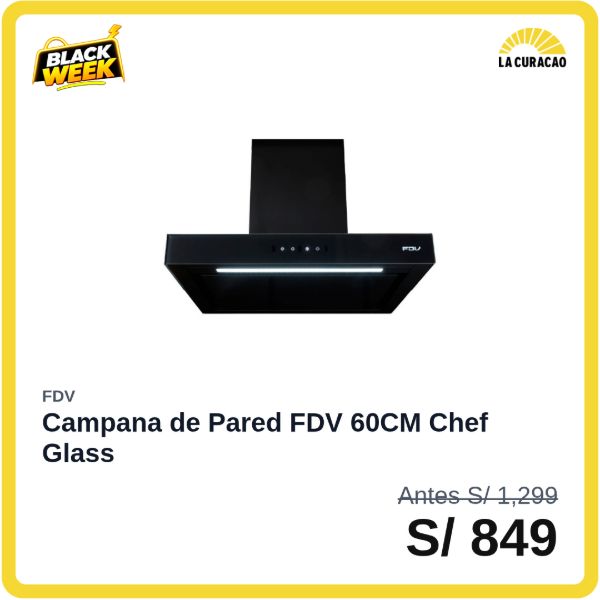 BLACK
WEEK
LA CURACAO
FDV
FDV
Campana de Pared FDV 60CM Chef
Glass
Antes S/ 1,299
S/ 849